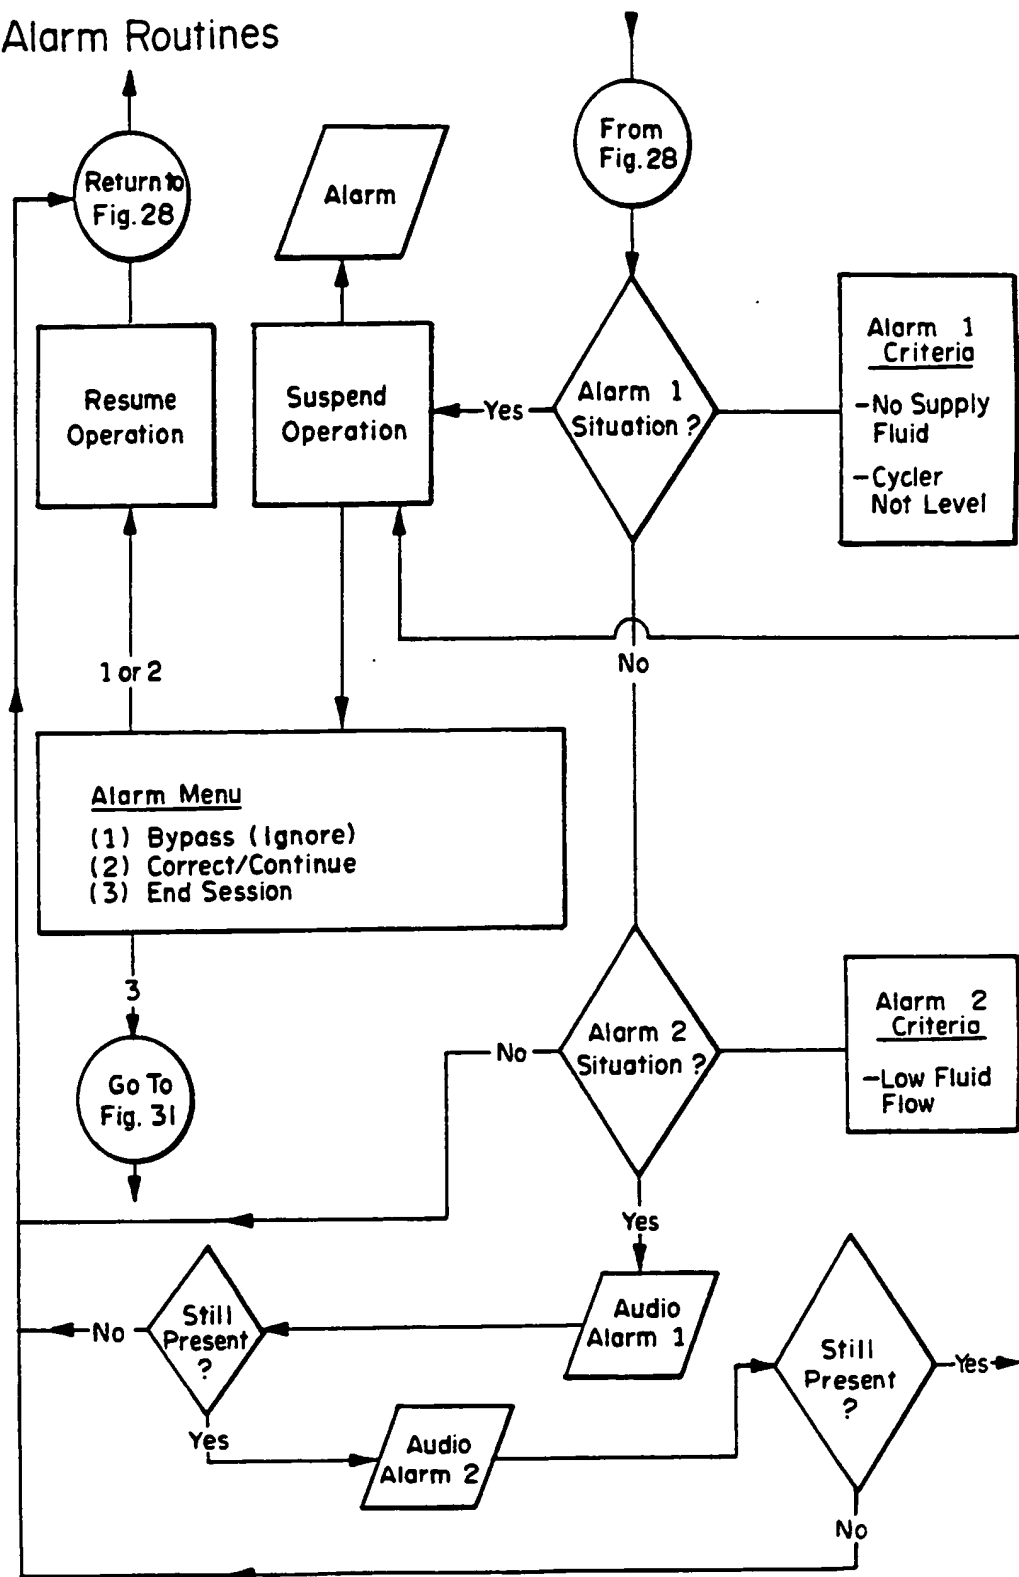 Alarm Routines
From
Fig. 28
Return to
Fig. 28
Alarm
Resume
Operation
Suspend
Operation
Yes
Alarm 1
Situation ?
Alarm 1
Criteria
-No Supply
Fluid
-Cycler
Not Level
1 or 2
No
Alarm Menu
(1) Bypass (Ignore)
(2) Correct/Continue
(3) End Session
3
Go To
Fig. 31
No
Alarm 2
Situation ?
Alarm 2
Criteria
-Low Fluid
Flow
Yes
Audio
Alarm 1
Still
Present
?
No
Yes
Audio
Alarm 2
Still
Present
?
Yes
No